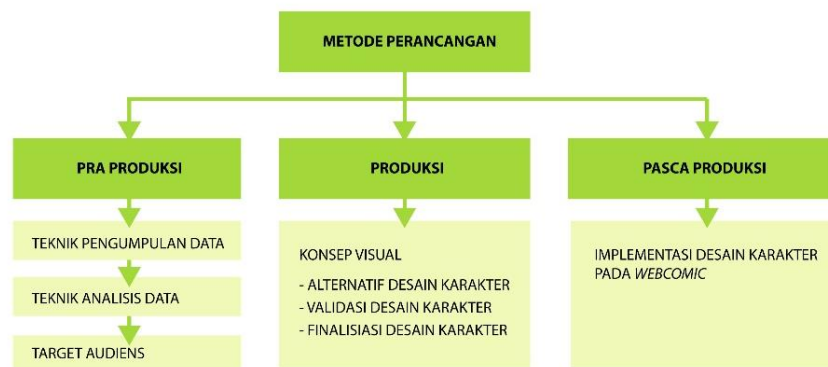 METODE PERANCANGAN
PRA PRODUKSI
TEKNIK PENGUMPULAN DATA
TEKNIK ANALISIS DATA
TARGET AUDIENS
PRODUKSI
KONSEP VISUAL
- ALTERNATIF DESAIN KARAKTER
- VALIDASI DESAIN KARAKTER
- FINALISIASI DESAIN KARAKTER
PASCA PRODUKSI
IMPLEMENTASI DESAIN KARAKTER
PADA WEBCOMIC